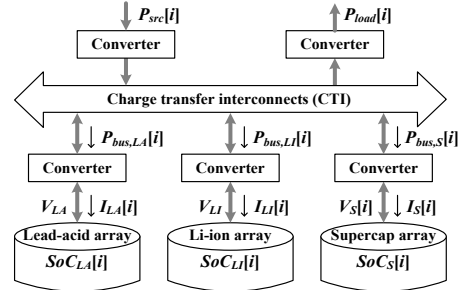 P_src[i] P_load[i]
Converter Converter
Charge transfer interconnects (CTI)
P_bus,LA[i] P_bus,LI[i] P_bus,S[i]
Converter Converter Converter
V_LA I_LA[i] V_LI I_LI[i] V_S[i] I_S[i]
Lead-acid array Li-ion array Supercap array
SoC_LA[i] SoC_LI[i] SoC_S[i]